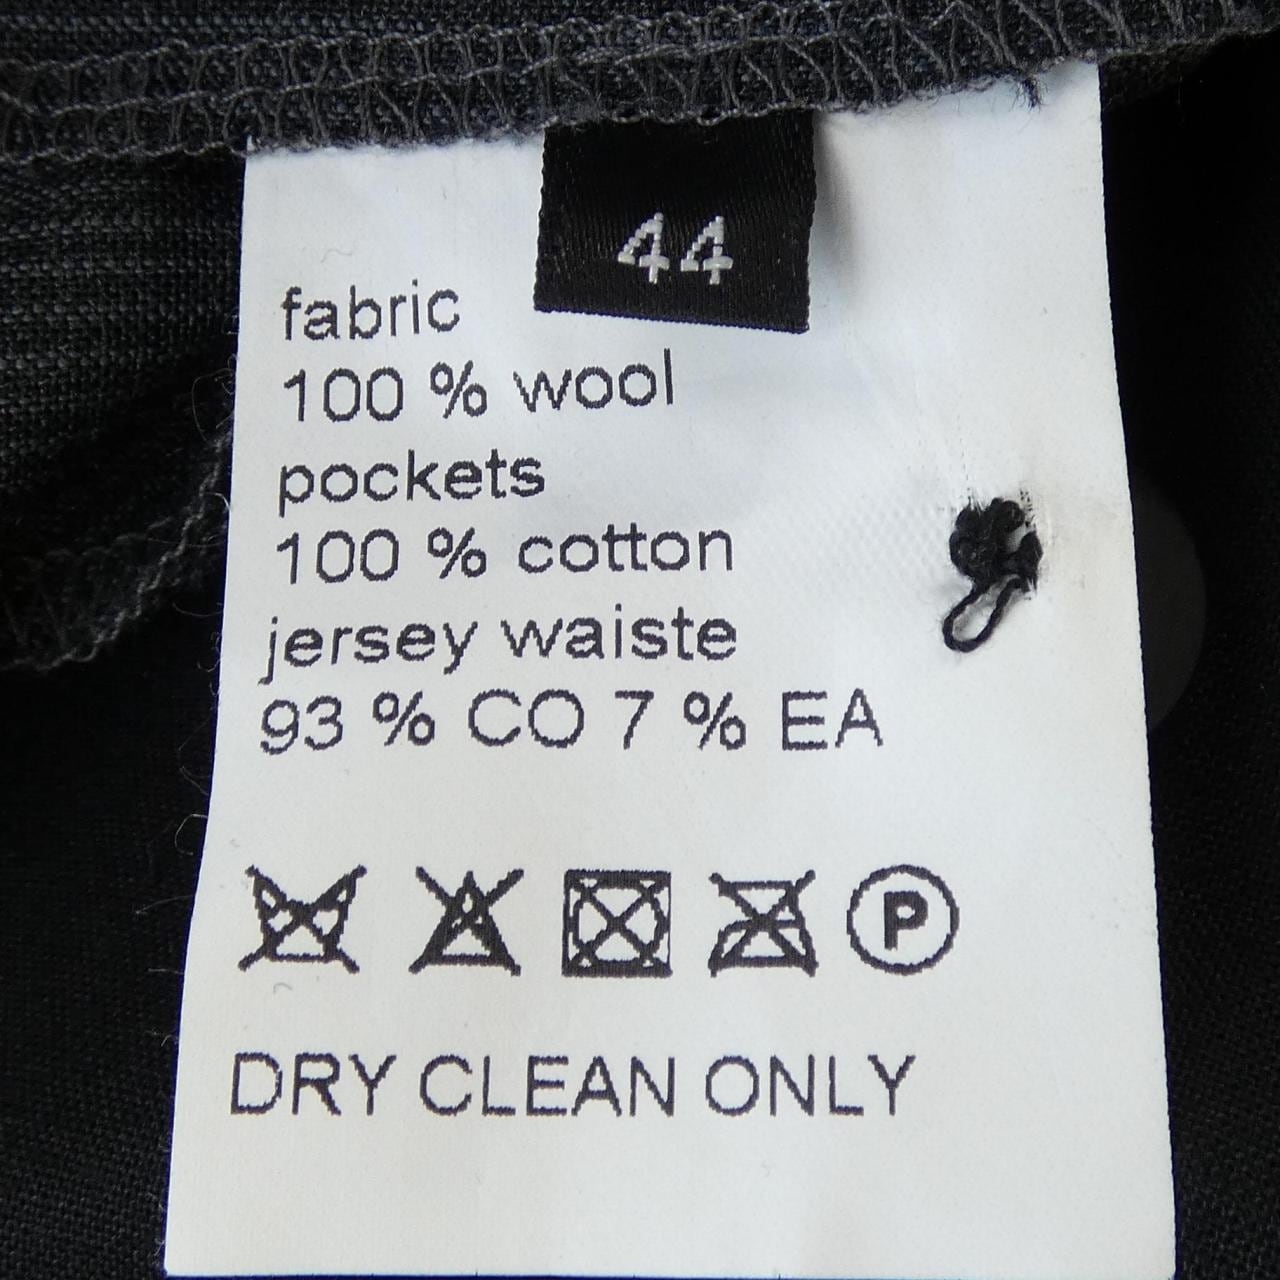 44
fabric
100 % wool
pockets
100 % cotton
jersey waiste
93 % CO 7 % EA
P
DRY CLEAN ONLY